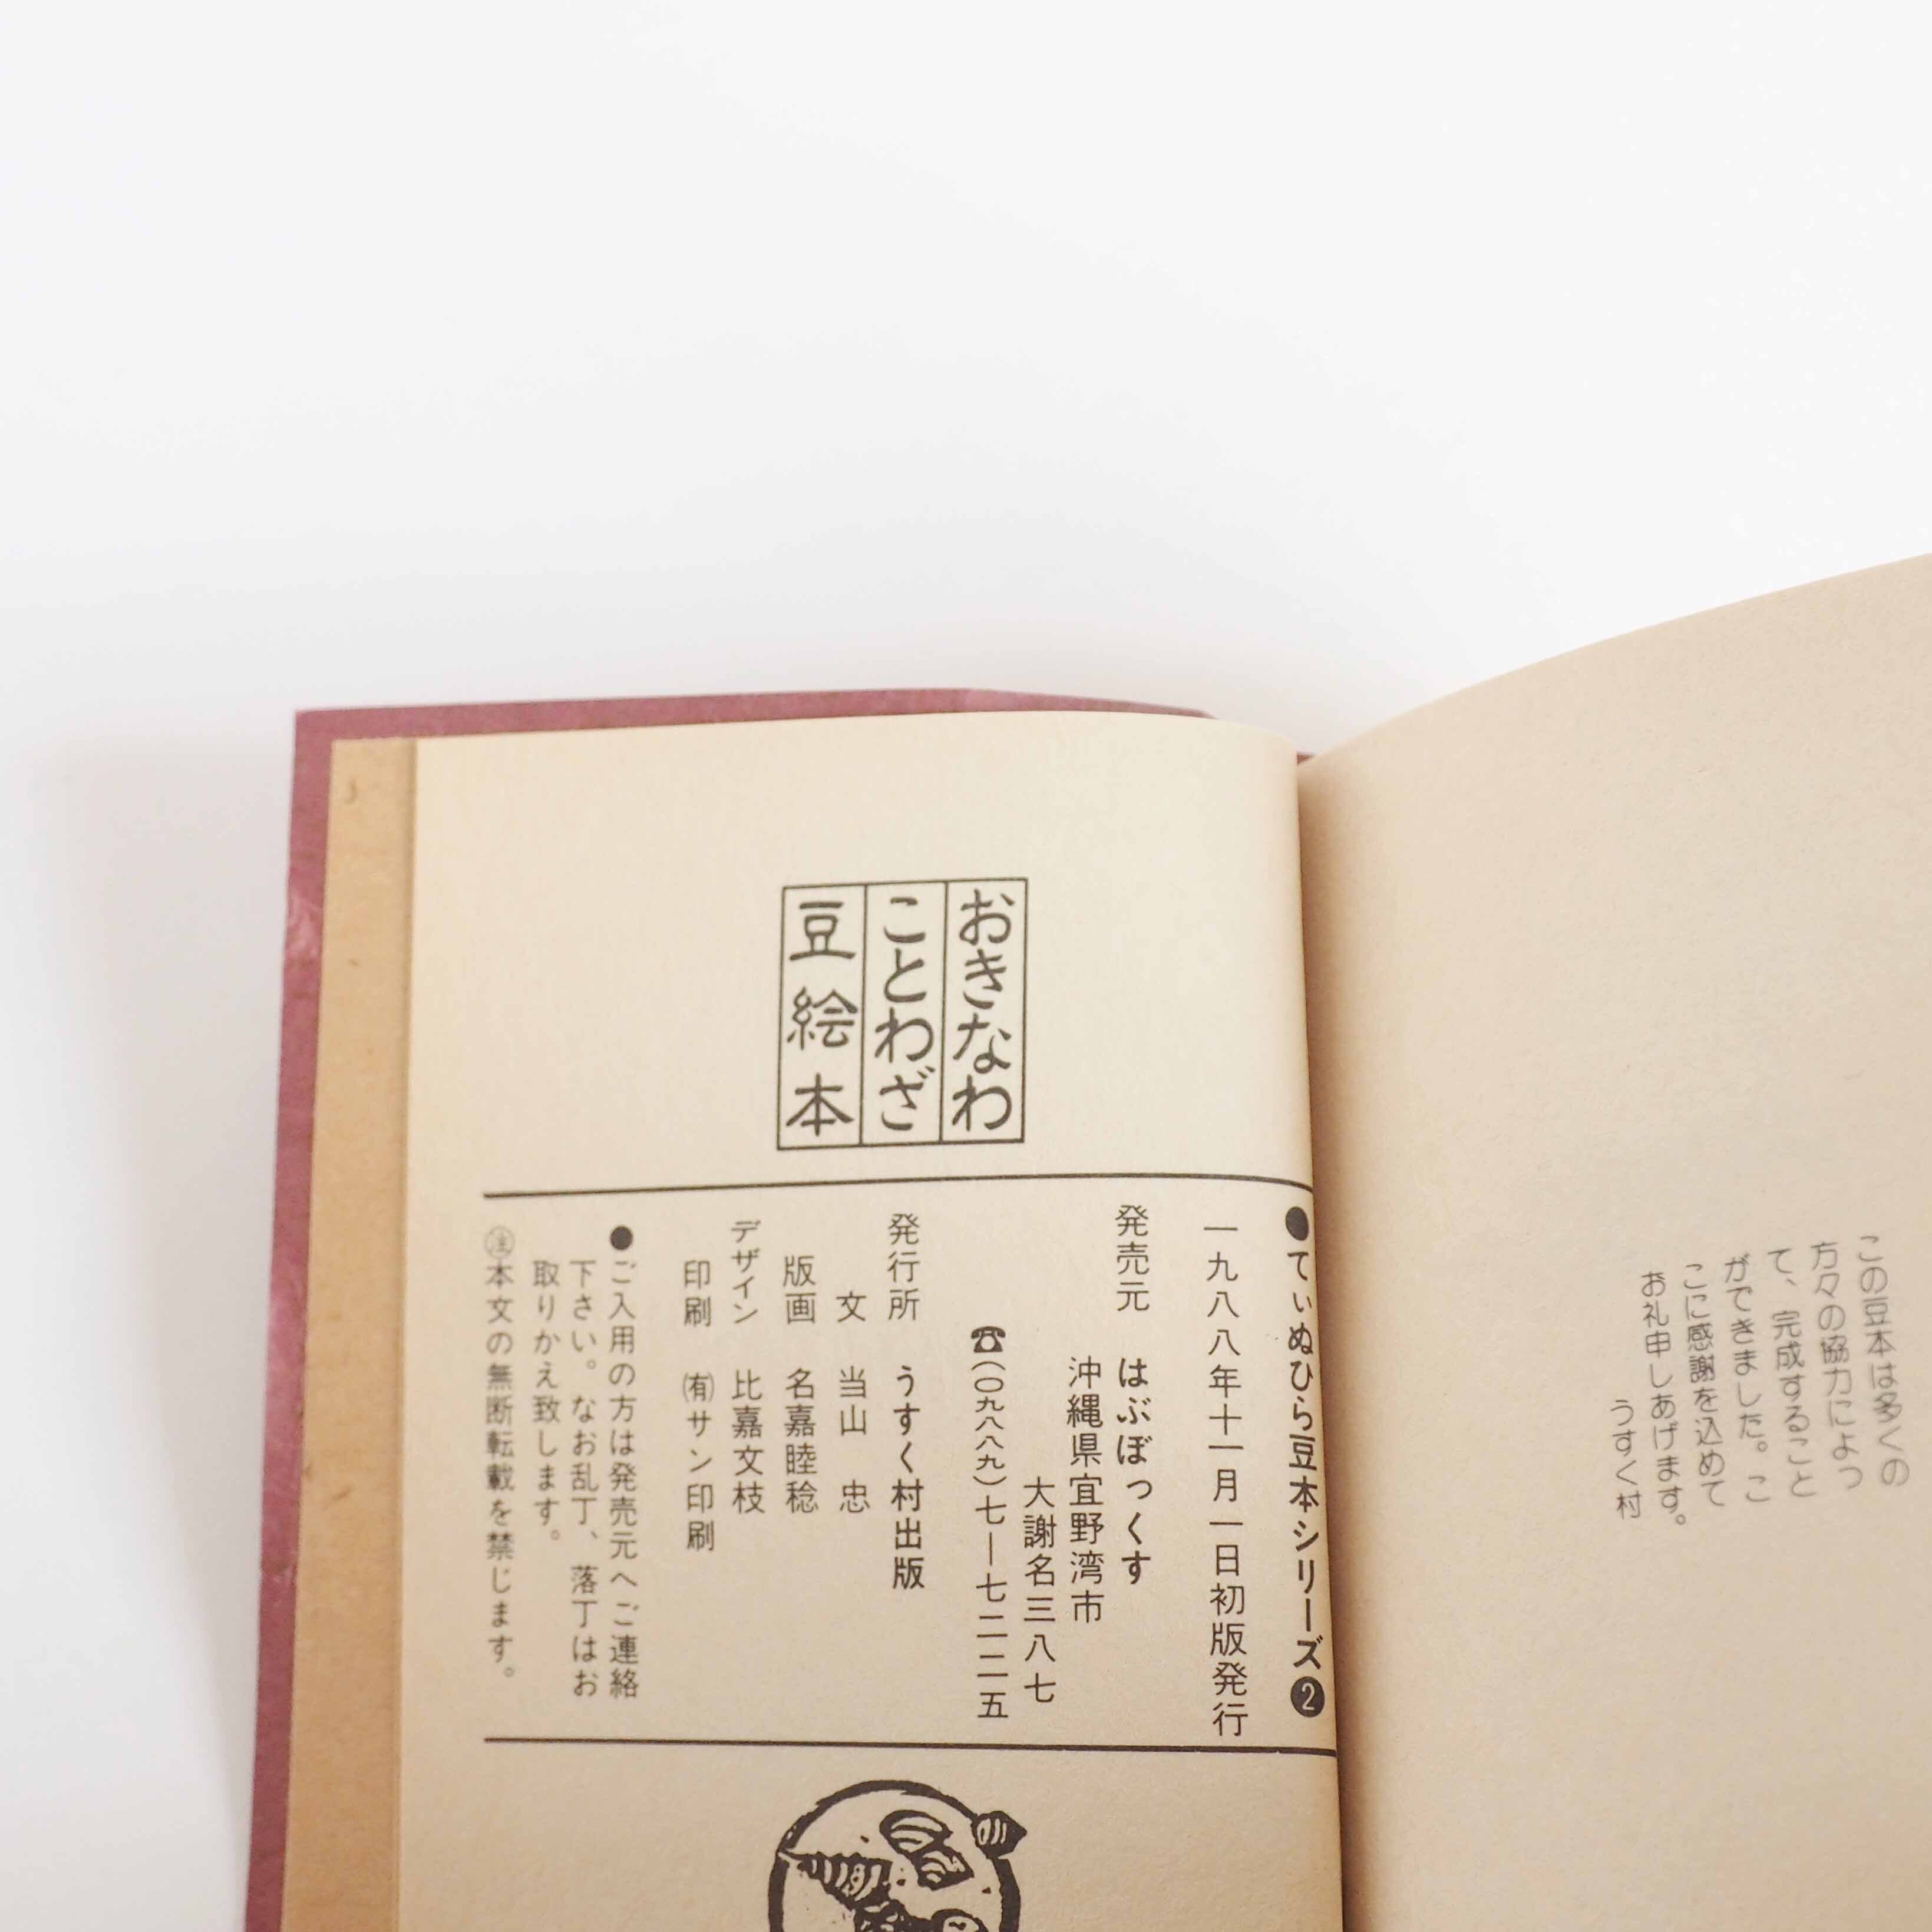 この豆本は多くの
方々の協力によっ
て、完成すること
ができました。こ
こに感謝を込めて
お礼申しあげます。
うすく村
おきなわ
ことわざ
豆絵本
●てぃぬひら豆本シリーズ❷
一九八八年十一月一日初版発行
発売元 はぶぼっくす
沖縄県宜野湾市
大謝名三八七
☎(〇九八八九)七ー七二二五
発行所 うすく村出版
文 当山 忠
版画 名嘉睦稔
デザイン 比嘉文枝
印刷 ㈲サン印刷
●ご入用の方は発売元へご連絡
下さい。なお乱丁、落丁はお
取りかえ致します。
㊟本文の無断転載を禁じます。